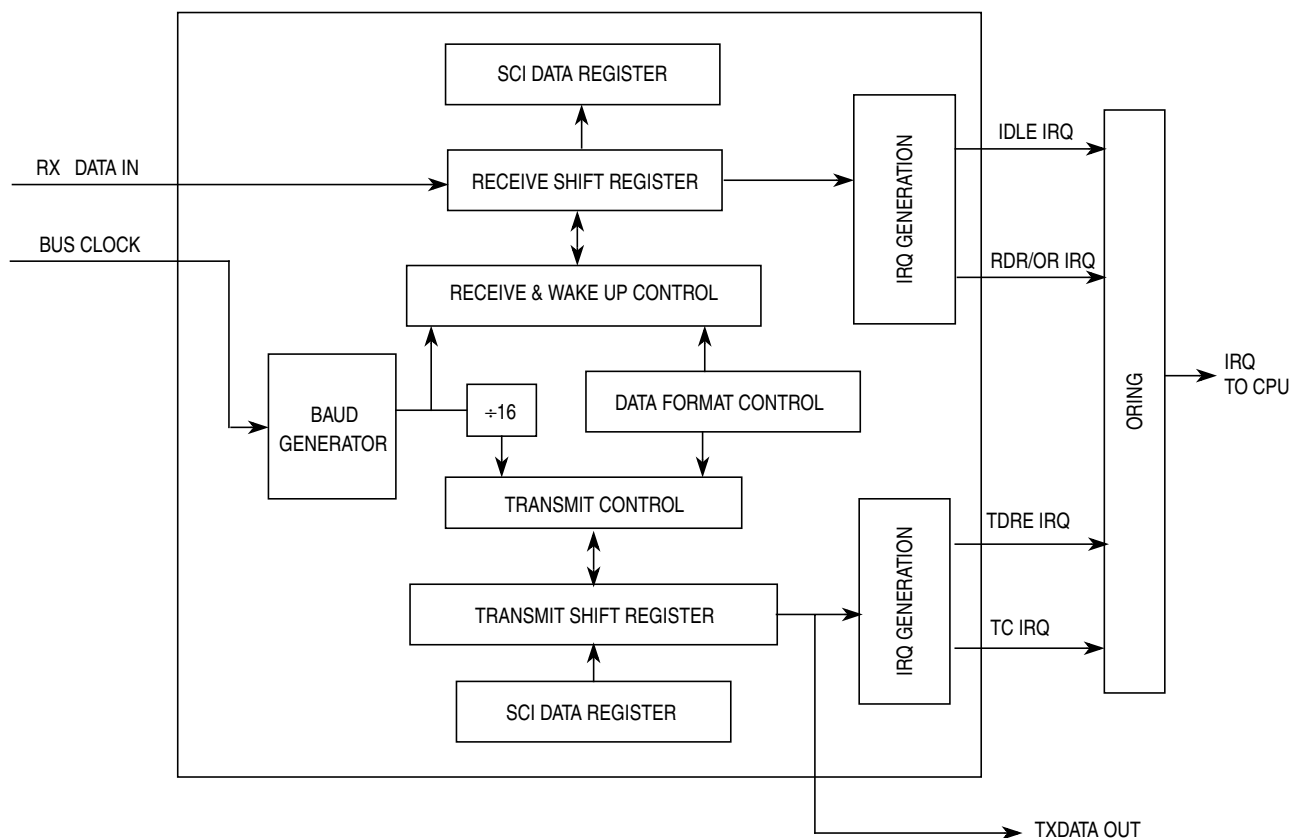 SCI DATA REGISTER
RX DATA IN
RECEIVE SHIFT REGISTER
IRQ GENERATION
IDLE IRQ
BUS CLOCK
RDR/OR IRQ
RECEIVE & WAKE UP CONTROL
BAUD
GENERATOR
÷16
DATA FORMAT CONTROL
ORING
IRQ
TO CPU
TRANSMIT CONTROL
TDRE IRQ
IRQ GENERATION
TRANSMIT SHIFT REGISTER
TC IRQ
SCI DATA REGISTER
TXDATA OUT